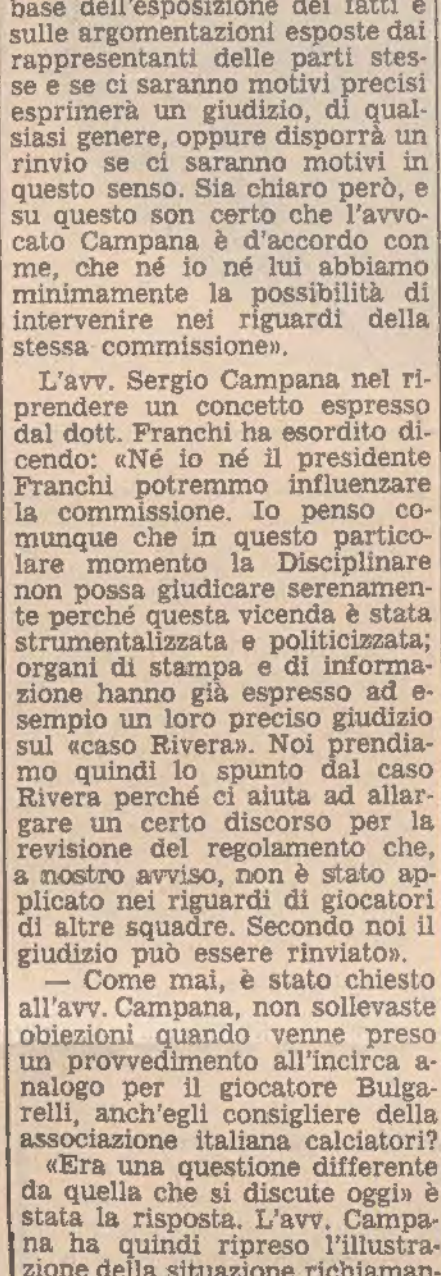 base dell'esposizione dei fatti e
sulle argomentazioni esposte dai
rappresentanti delle parti stes-
se e se ci saranno motivi precisi
esprimerà un giudizio, di qual-
siasi genere, oppure disporrà un
rinvio se ci saranno motivi in
questo senso. Sia chiaro però, e
su questo son certo che l'avvo-
cato Campana è d'accordo con
me, che né io né lui abbiamo
minimamente la possibilità di
intervenire nei riguardi della
stessa commissione».
L'avv. Sergio Campana nel ri-
prendere un concetto espresso
dal dott. Franchi ha esordito di-
cendo: «Né io né il presidente
Franchi potremmo influenzare
la commissione. Io penso co-
munque che in questo partico-
lare momento la Disciplinare
non possa giudicare serenamen-
te perché questa vicenda è stata
strumentalizzata e politicizzata;
organi di stampa e di informa-
zione hanno già espresso ad e-
sempio un loro preciso giudizio
sul «caso Rivera». Noi prendia-
mo quindi lo spunto dal caso
Rivera perché ci aiuta ad allar-
gare un certo discorso per la
revisione del regolamento che,
a nostro avviso, non è stato ap-
plicato nei riguardi di giocatori
di altre squadre. Secondo noi il
giudizio può essere rinviato».
— Come mai, è stato chiesto
all'avv. Campana, non sollevaste
obiezioni quando venne preso
un provvedimento all'incirca a-
nalogo per il giocatore Bulga-
relli, anch'egli consigliere della
associazione italiana calciatori?
«Era una questione differente
da quella che si discute oggi» è
stata la risposta. L'avv. Campa-
na ha quindi ripreso l'illustra-
zione della situazione richiaman-